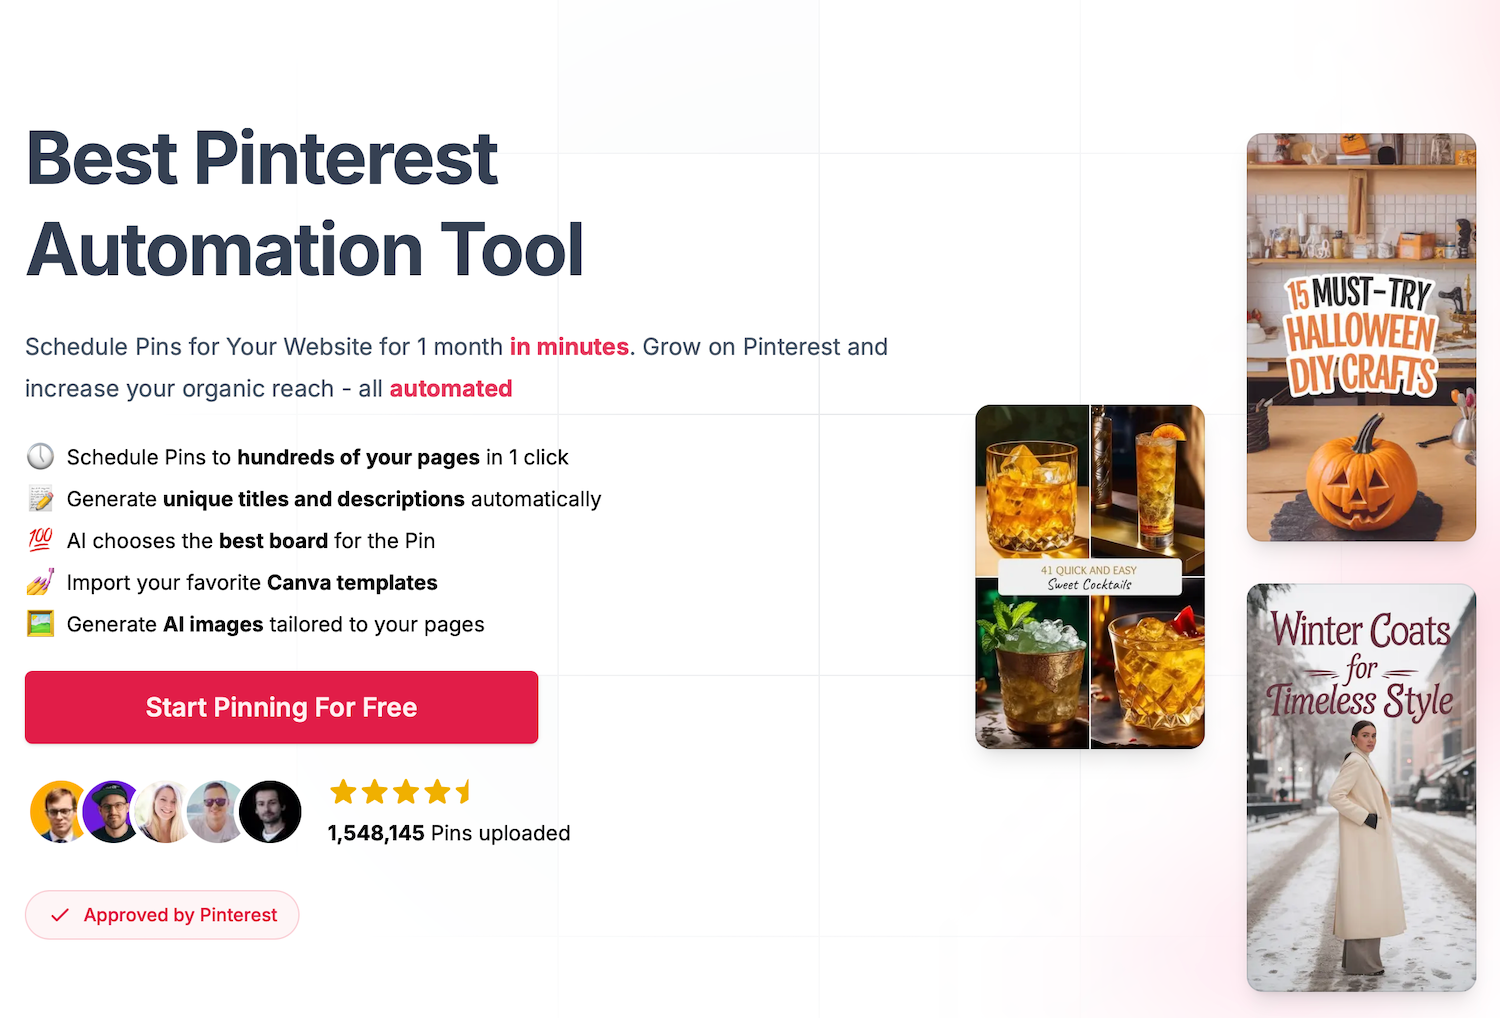 Best Pinterest
Automation Tool
Schedule Pins for Your Website for 1 month in minutes. Grow on Pinterest and
increase your organic reach - all automated
Schedule Pins to hundreds of your pages in 1 click
Generate unique titles and descriptions automatically
💯 AI chooses the best board for the Pin
Import your favorite Canva templates
Generate AI images tailored to your pages
Start Pinning For Free
1,548,145 Pins uploaded
Approved by Pinterest
41 QUICK AND EASY
Sweet Cocktails
15 MUST-TRY
HALLOWEEN
DIY CRAFTS
Winter Coats
for
Timeless Style